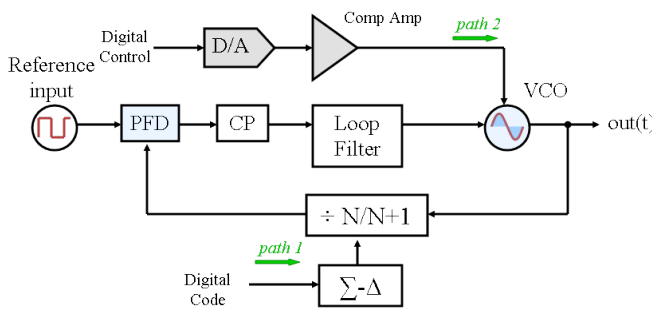 Comp Amp
path 2
Digital
Control
D/A
Reference
input
VCO
PFD
CP
Loop
Filter
out(t)
÷ N/N+1
path 1
Digital
Code
∑-Δ